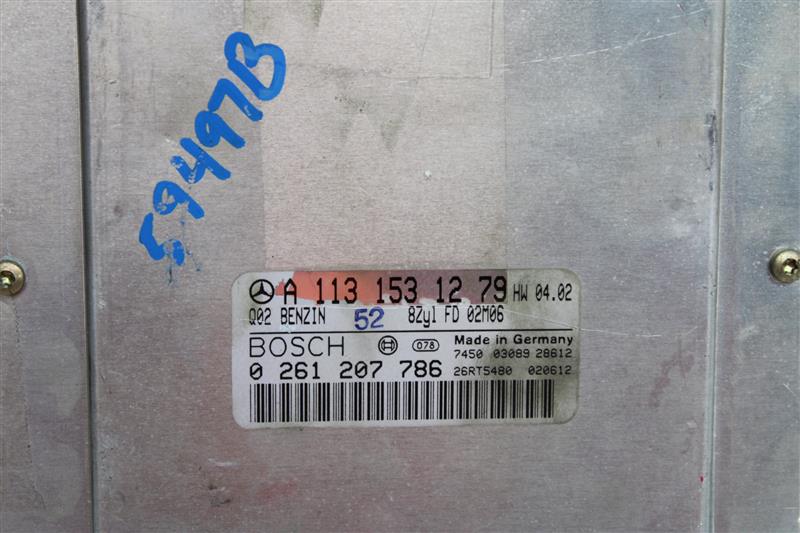 59497B
A 113 153 12 79 HW 04.02
Q02 BENZIN 52 8Zyl FD 02M06
BOSCH 078 Made in Germany
7450 03089 28612
0 261 207 786 26RT5480 020612